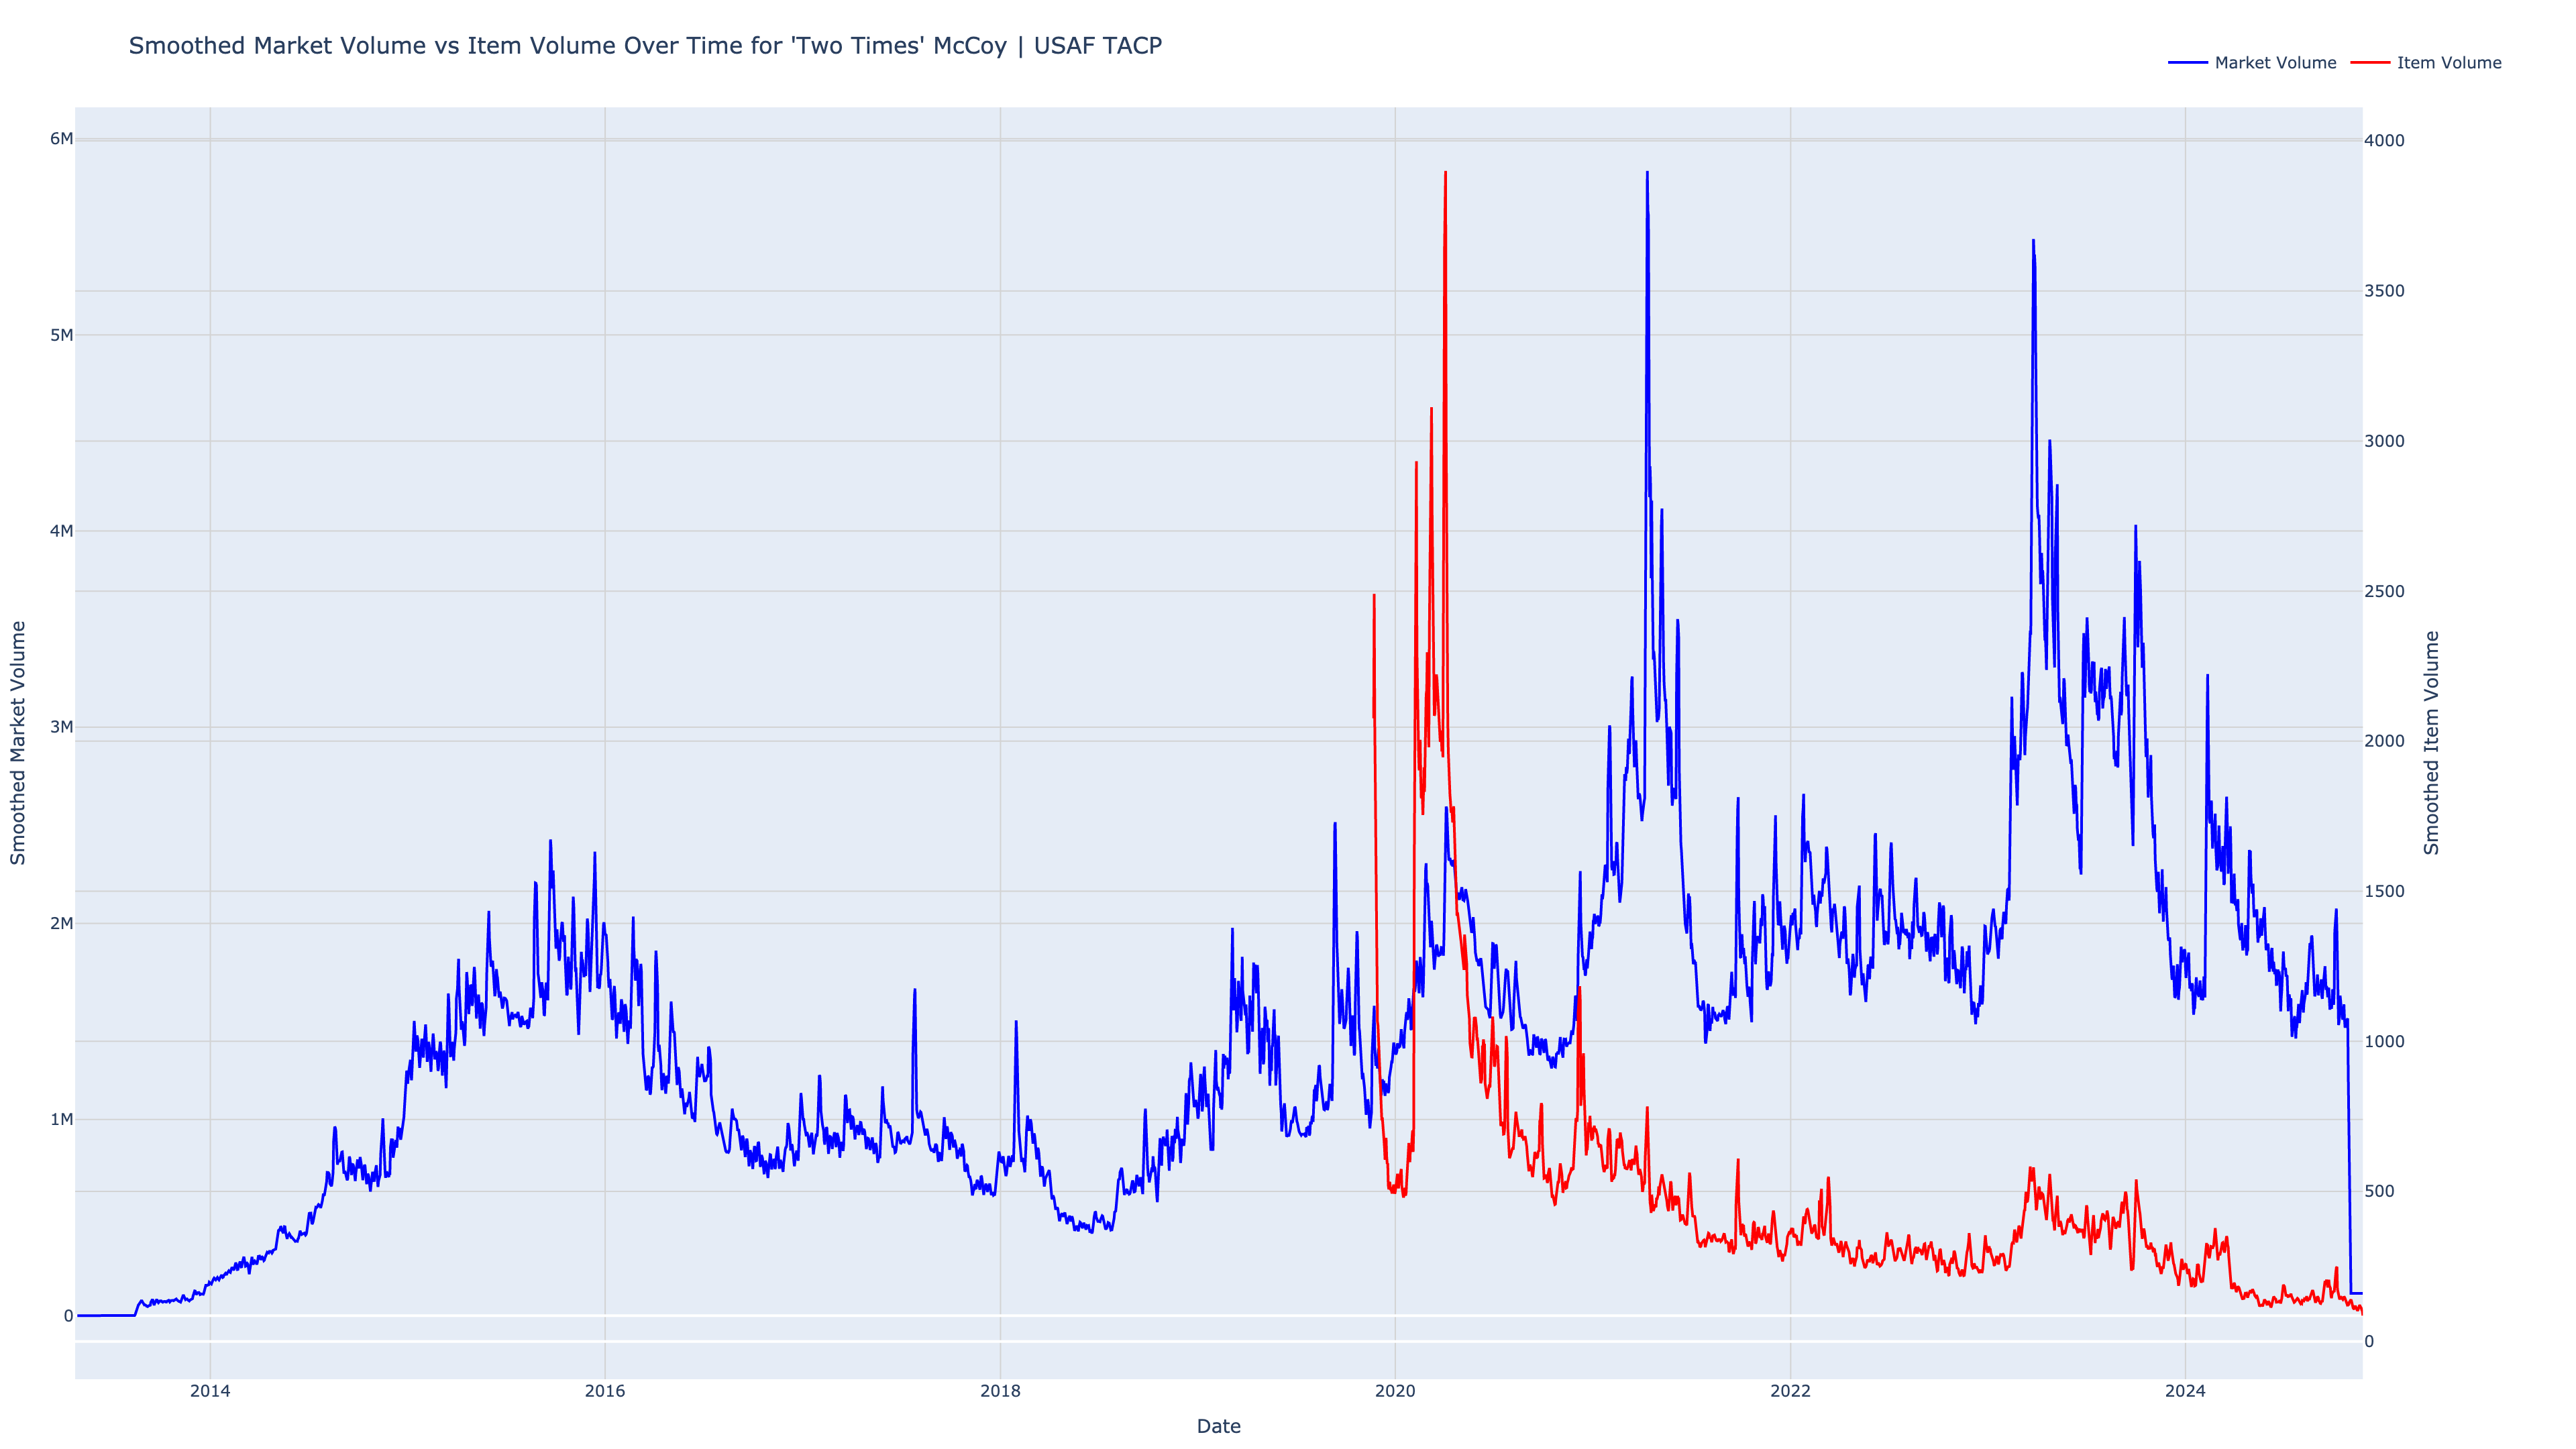 Smoothed Market Volume vs Item Volume Over Time for 'Two Times' McCoy | USAF TACP
Market Volume
Item Volume
6M
5M
4M
3M
2M
1M
0
Smoothed Market Volume
4000
3500
3000
2500
2000
1500
1000
500
0
Smoothed Item Volume
2014
2016
2018
2020
2022
2024
Date